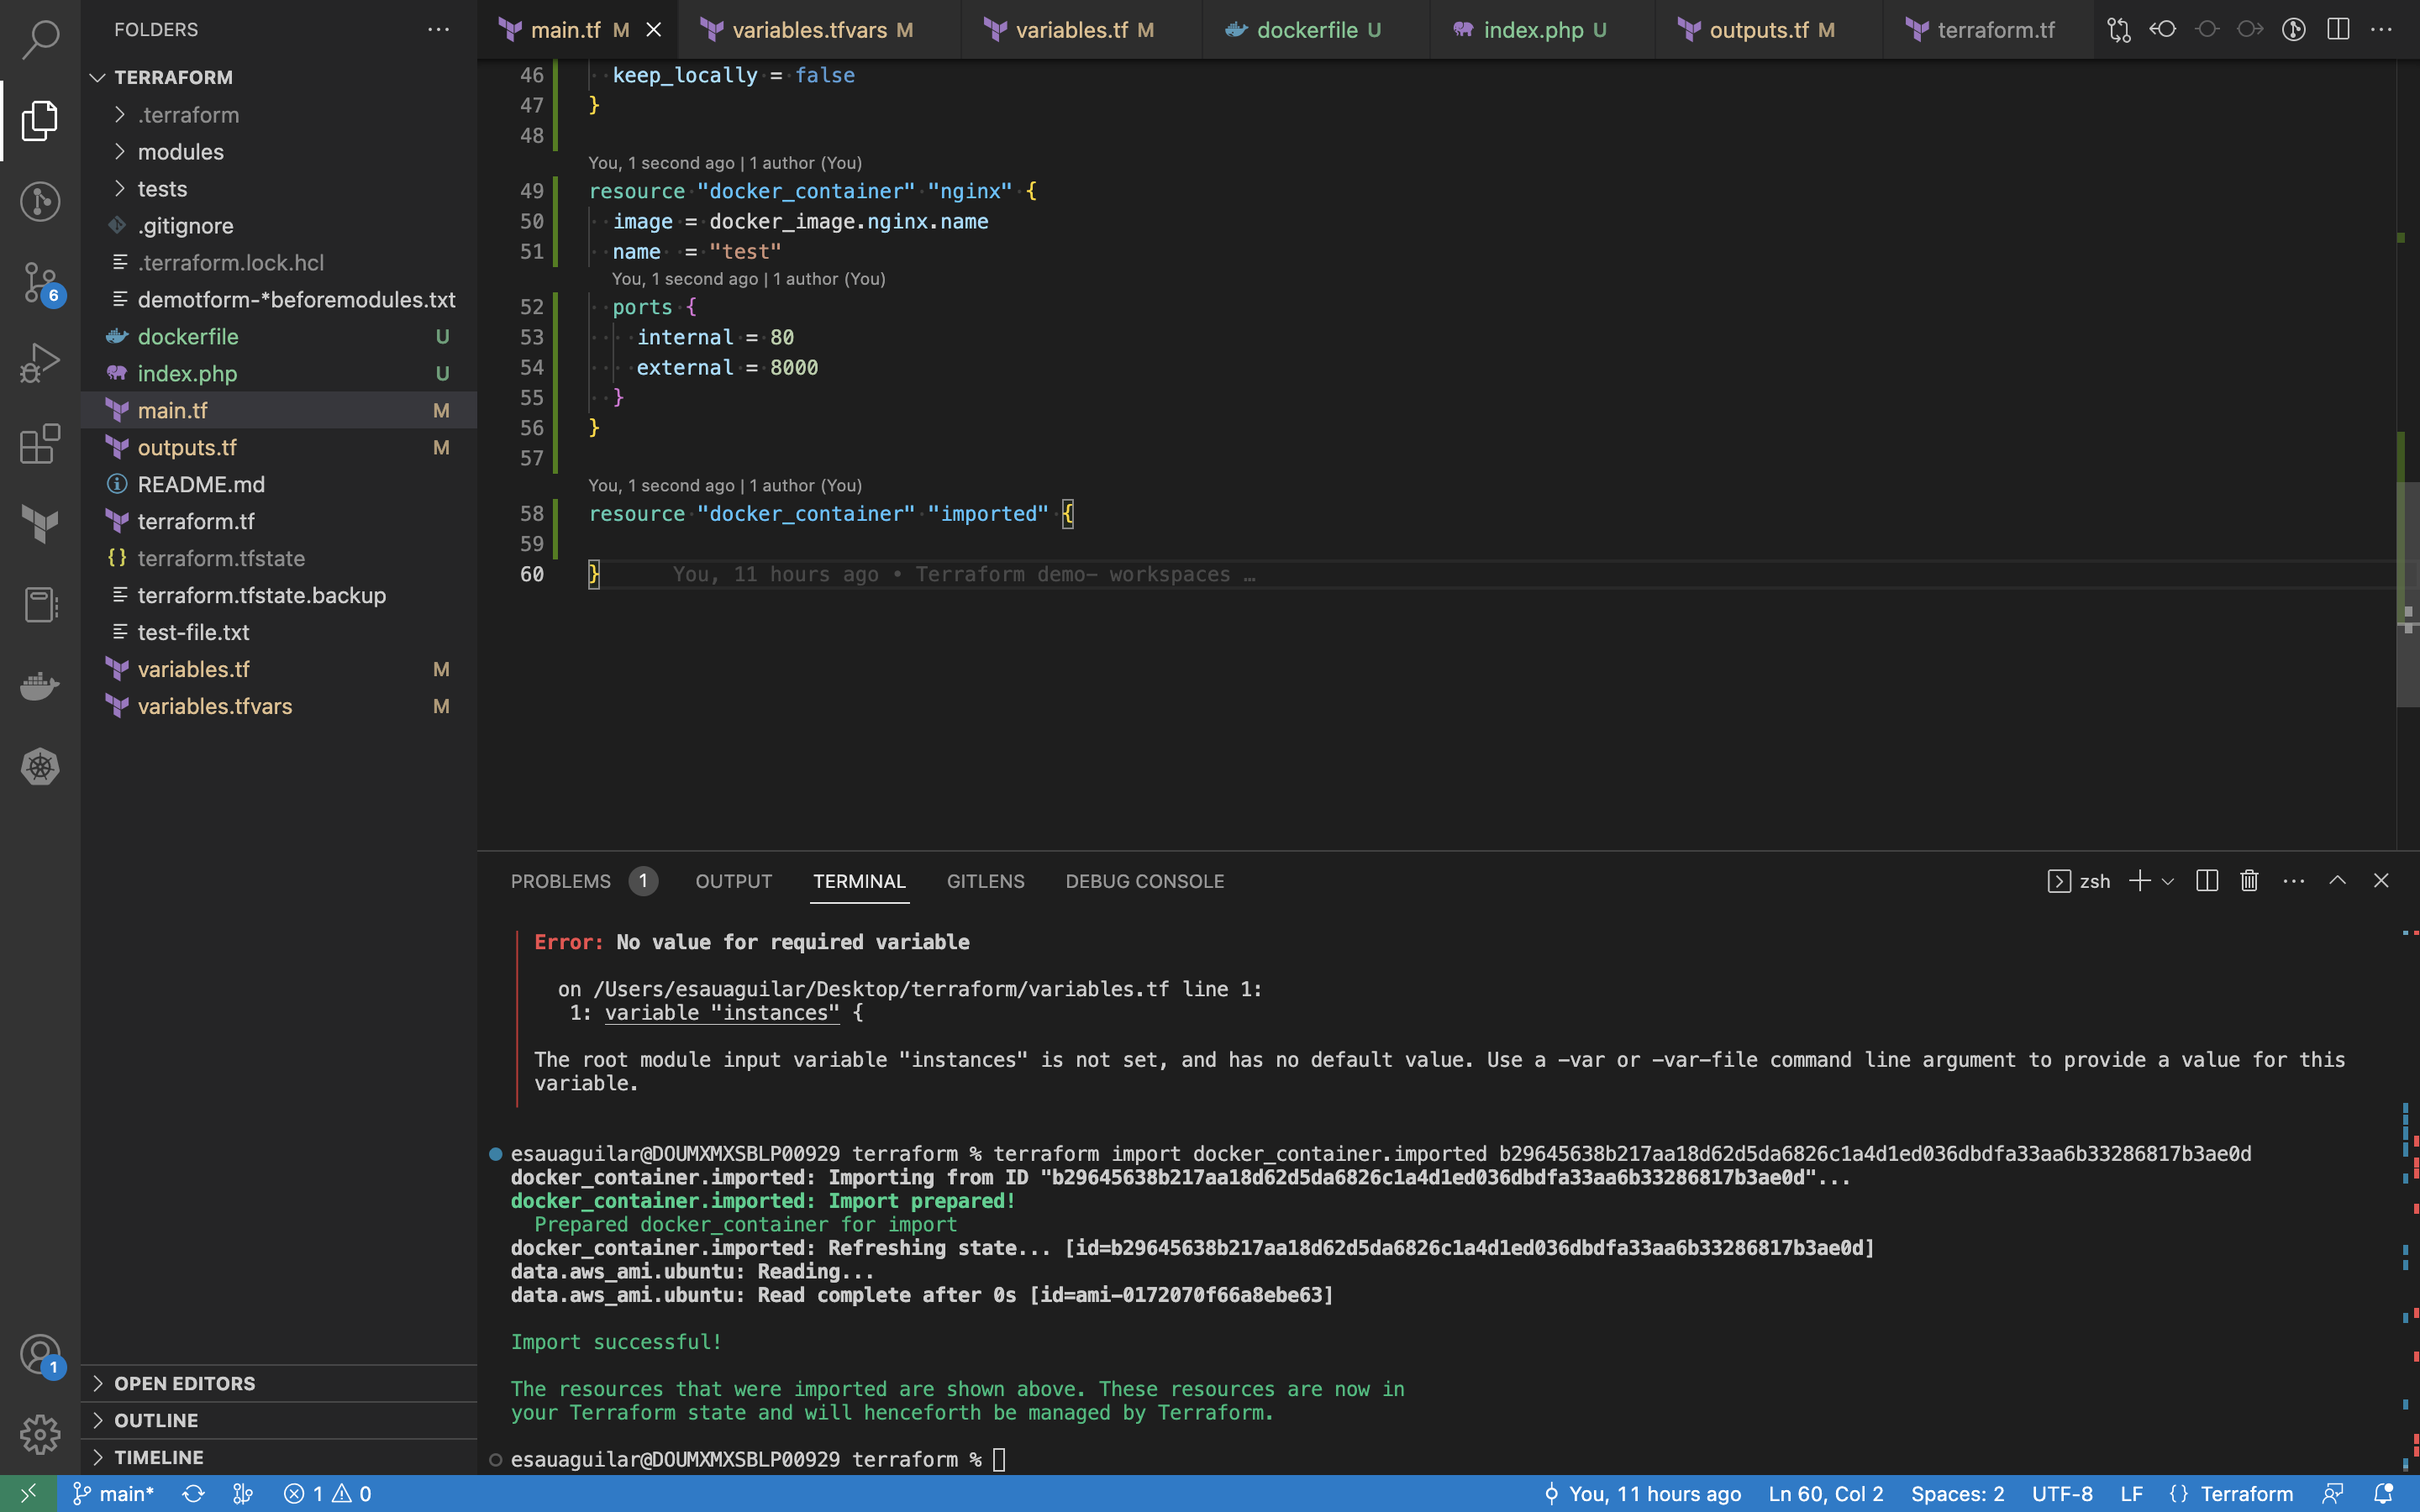 FOLDERS
TERRAFORM
.terraform
modules
tests
.gitignore
.terraform.lock.hcl
demotform-*beforemodules.txt
dockerfile U
index.php U
main.tf M
outputs.tf M
README.md
terraform.tf
terraform.tfstate
terraform.tfstate.backup
test-file.txt
variables.tf M
variables.tfvars M
OPEN EDITORS
OUTLINE
TIMELINE
6
1
main.tf M
variables.tfvars M
variables.tf M
dockerfile U
index.php U
outputs.tf M
terraform.tf
46 keep_locally = false
47 }
48
You, 1 second ago | 1 author (You)
49 resource "docker_container" "nginx" {
50 image = docker_image.nginx.name
51 name = "test"
You, 1 second ago | 1 author (You)
52 ports {
53 internal = 80
54 external = 8000
55 }
56 }
57
You, 1 second ago | 1 author (You)
58 resource "docker_container" "imported" {
59
60 } You, 11 hours ago • Terraform demo- workspaces …
PROBLEMS 1 OUTPUT TERMINAL GITLENS DEBUG CONSOLE
zsh
Error: No value for required variable
on /Users/esauaguilar/Desktop/terraform/variables.tf line 1:
1: variable "instances" {
The root module input variable "instances" is not set, and has no default value. Use a -var or -var-file command line argument to provide a value for this
variable.
esauaguilar@DOUMXMXSBLP00929 terraform % terraform import docker_container.imported b29645638b217aa18d62d5da6826c1a4d1ed036dbdfa33aa6b33286817b3ae0d
docker_container.imported: Importing from ID "b29645638b217aa18d62d5da6826c1a4d1ed036dbdfa33aa6b33286817b3ae0d"...
docker_container.imported: Import prepared!
Prepared docker_container for import
docker_container.imported: Refreshing state... [id=b29645638b217aa18d62d5da6826c1a4d1ed036dbdfa33aa6b33286817b3ae0d]
data.aws_ami.ubuntu: Reading...
data.aws_ami.ubuntu: Read complete after 0s [id=ami-0172070f66a8ebe63]
Import successful!
The resources that were imported are shown above. These resources are now in
your Terraform state and will henceforth be managed by Terraform.
esauaguilar@DOUMXMXSBLP00929 terraform %
main* 1 0 You, 11 hours ago Ln 60, Col 2 Spaces: 2 UTF-8 LF {} Terraform